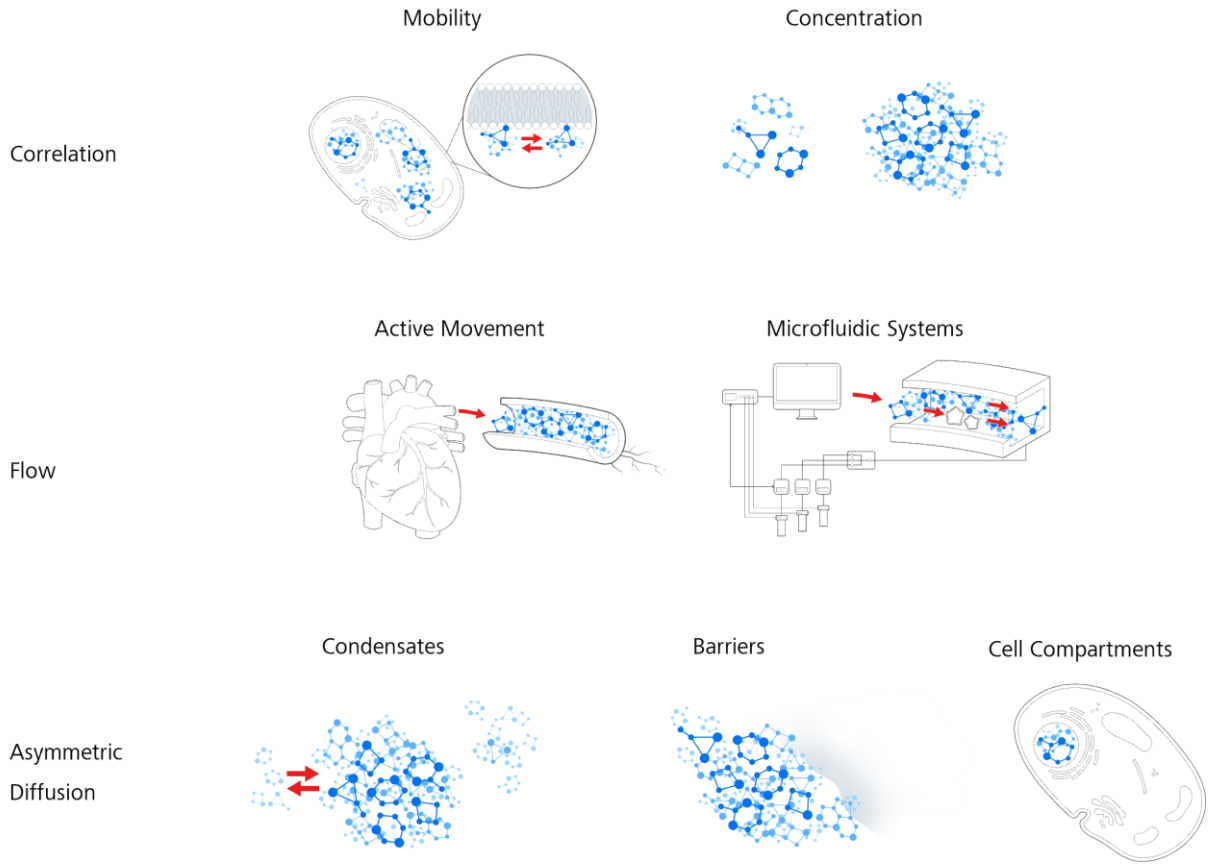 Mobility
Concentration
Correlation
Active Movement
Microfluidic Systems
Flow
Condensates
Barriers
Cell Compartments
Asymmetric
Diffusion